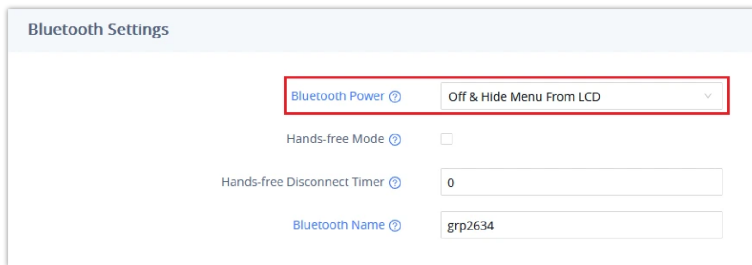 Bluetooth Settings
Bluetooth Power Off & Hide Menu From LCD
Hands-free Mode
Hands-free Disconnect Timer 0
Bluetooth Name grp2634